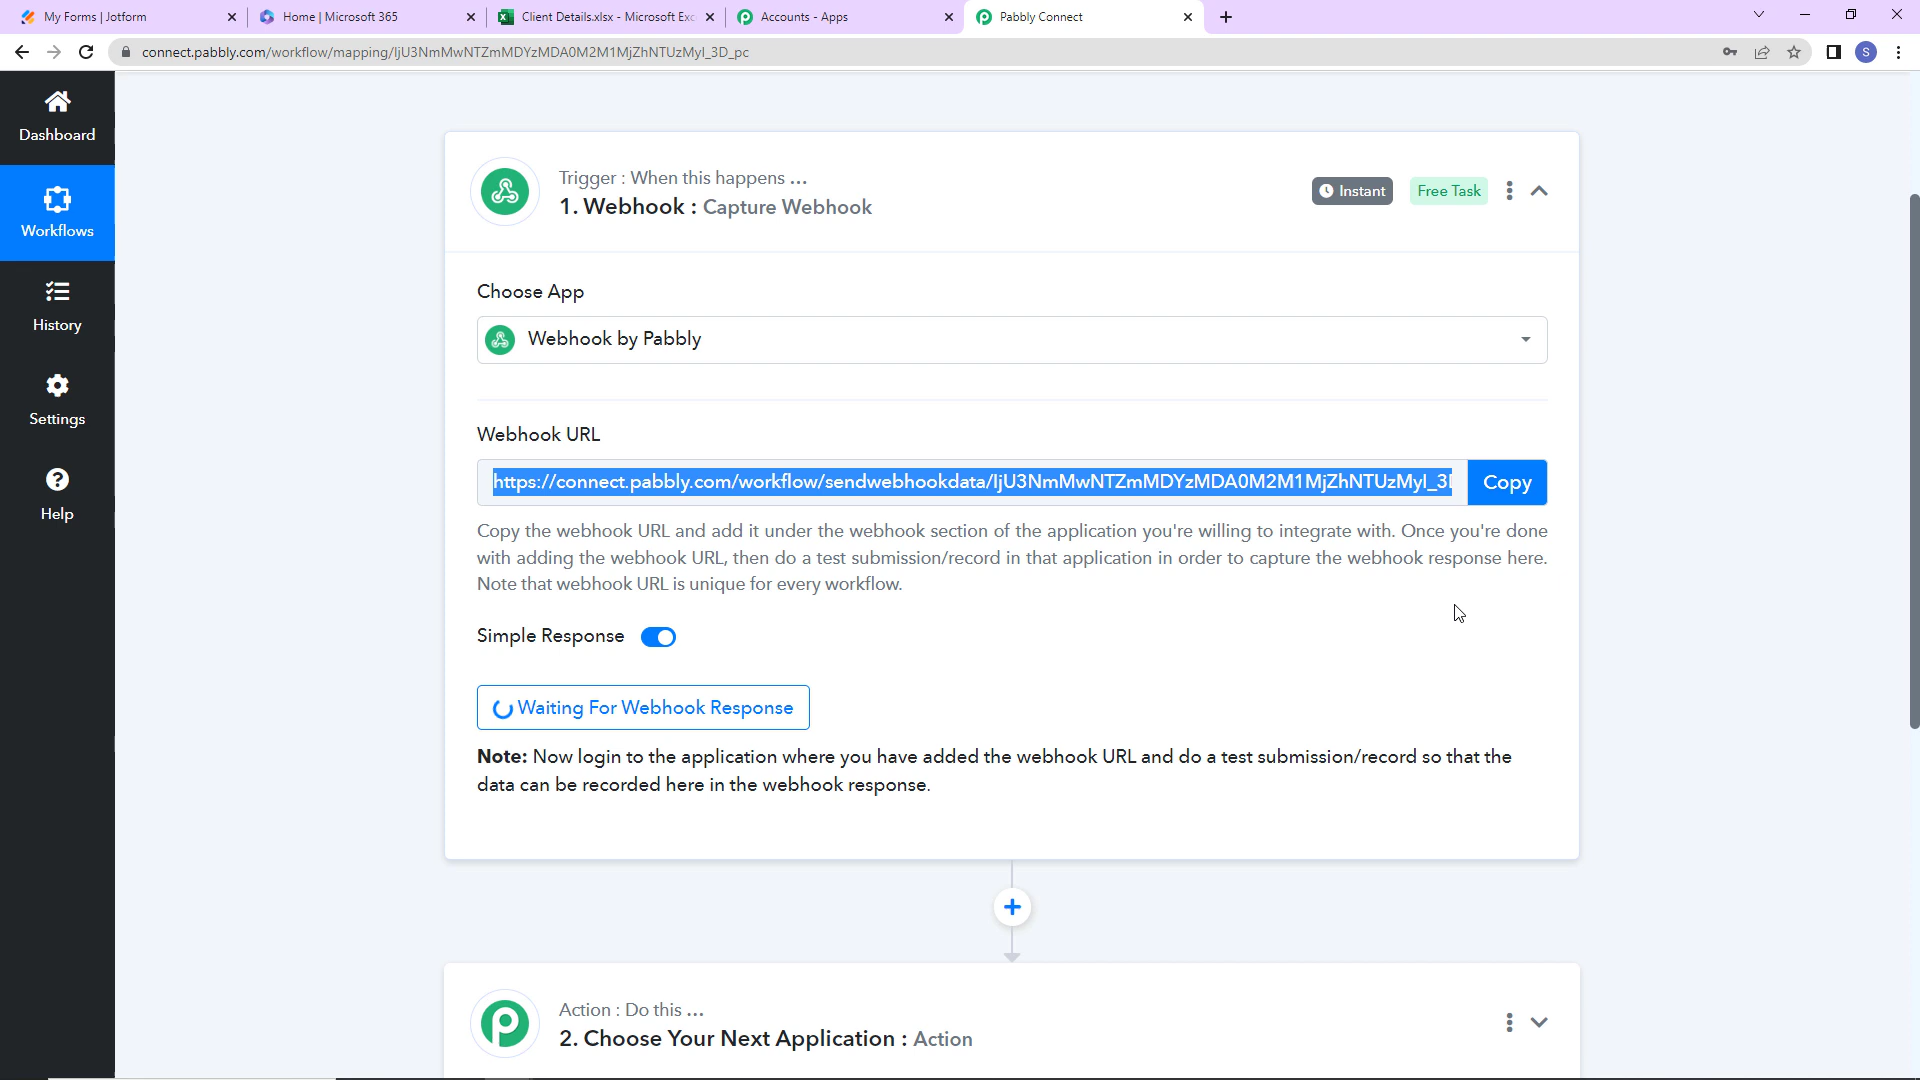 My Forms | Jotform
Home | Microsoft 365
Client Details.xlsx - Microsoft Exc
Accounts - Apps
Pabbly Connect
connect.pabbly.com/workflow/mapping/IjU3NmMwNTZmMDYzMDA0M2M1MjZhNTUzMyI_3D_pc
S
Dashboard
Workflows
History
Settings
Help
Trigger : When this happens ...
1. Webhook : Capture Webhook
Instant
Free Task
Choose App
Webhook by Pabbly
Webhook URL
https://connect.pabbly.com/workflow/sendwebhookdata/IjU3NmMwNTZmMDYzMDA0M2M1MjZhNTUzMyI_3D
Copy
Copy the webhook URL and add it under the webhook section of the application you're willing to integrate with. Once you're done
with adding the webhook URL, then do a test submission/record in that application in order to capture the webhook response here.
Note that webhook URL is unique for every workflow.
Simple Response
Waiting For Webhook Response
Note: Now login to the application where you have added the webhook URL and do a test submission/record so that the
data can be recorded here in the webhook response.
Action : Do this ...
2. Choose Your Next Application : Action